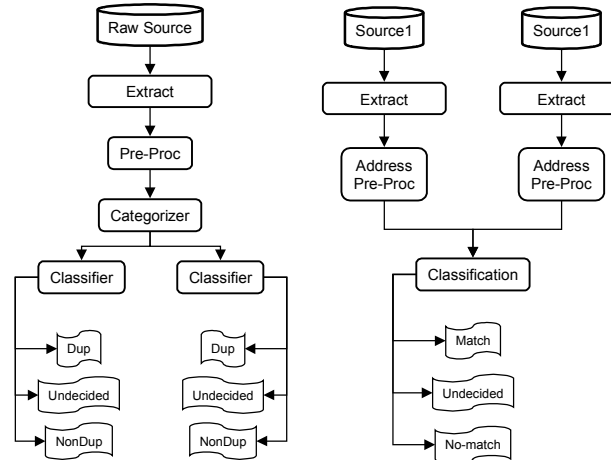 Raw Source
Extract
Pre-Proc
Categorizer
Classifier
Classifier
Dup
Dup
Undecided
Undecided
NonDup
NonDup
Source1
Source1
Extract
Extract
Address
Pre-Proc
Address
Pre-Proc
Classification
Match
Undecided
No-match